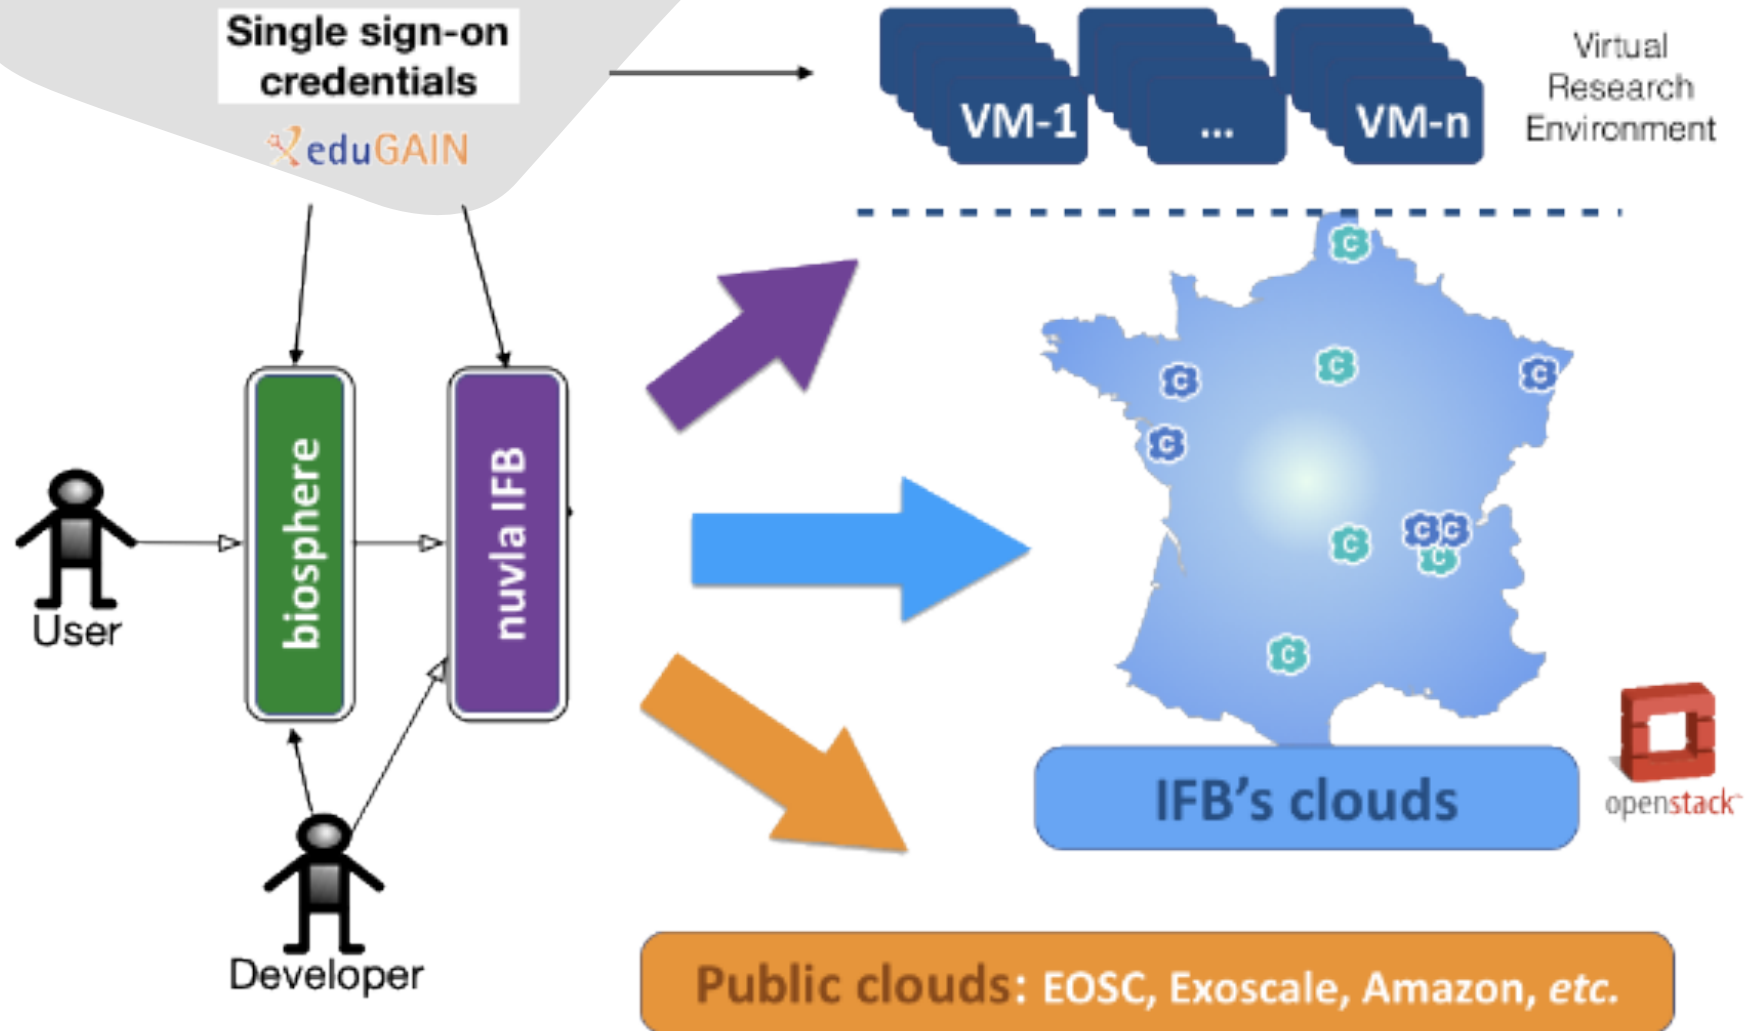 Single sign-on
credentials
eduGAIN
VM-1
...
VM-n
Virtual
Research
Environment
biosphere
nuvla IFB
User
Developer
C
C
C
C
C
C
C
C
C
C
IFB's clouds
openstack
Public clouds: EOSC, Exoscale, Amazon, etc.